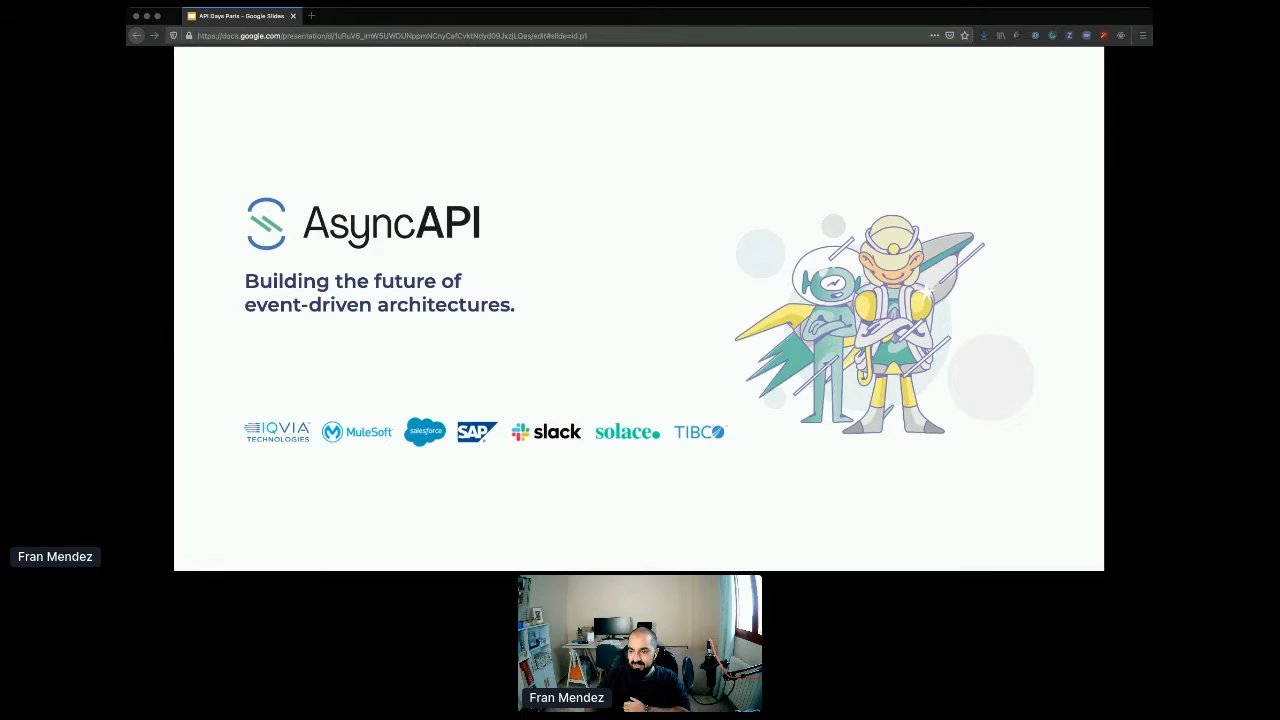 API Days Paris - Google Slides
AsyncAPI
Building the future of
event-driven architectures.
IQVIA
TECHNOLOGIES
MuleSoft
salesforce
SAP
slack
solace.
TIBCO
Fran Mendez
Fran Mendez